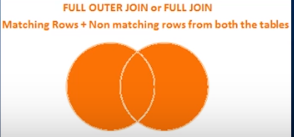 FULL OUTER JOIN or FULL JOIN
Matching Rows + Non matching rows from both the tables